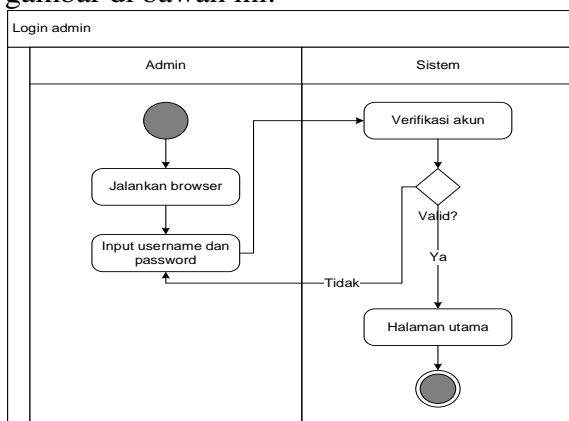 gambar di bawah ini:
Login admin
Admin
Sistem
Verifikasi akun
Jalankan browser
Valid?
Input username dan
password
Ya
Tidak
Halaman utama